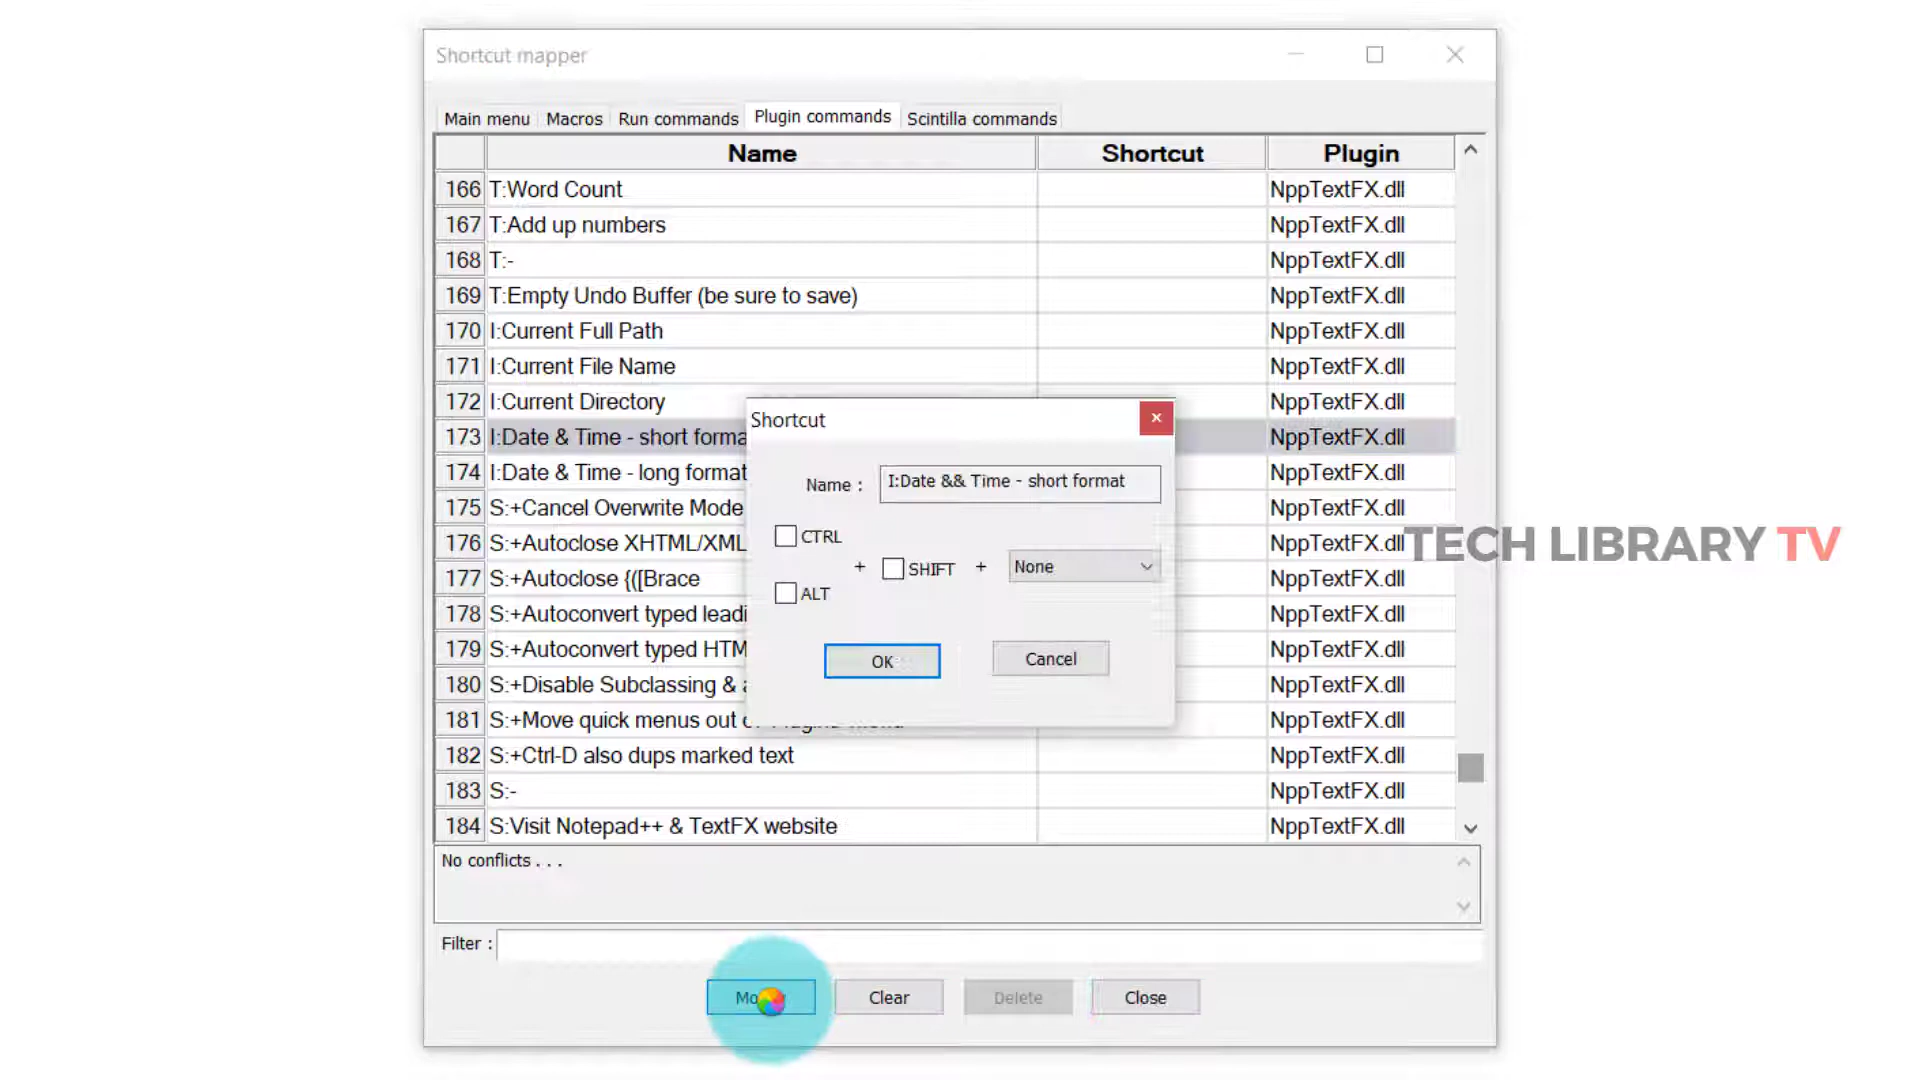 Shortcut mapper
Main menu Macros Run commands Plugin commands Scintilla commands
Name Shortcut Plugin
166 T:Word Count NppTextFX.dll
167 T:Add up numbers NppTextFX.dll
168 T:- NppTextFX.dll
169 T:Empty Undo Buffer (be sure to save) NppTextFX.dll
170 I:Current Full Path NppTextFX.dll
171 I:Current File Name NppTextFX.dll
172 I:Current Directory NppTextFX.dll
173 I:Date & Time - short forma NppTextFX.dll
174 I:Date & Time - long format NppTextFX.dll
175 S:+Cancel Overwrite Mode NppTextFX.dll
176 S:+Autoclose XHTML/XML NppTextFX.dll
177 S:+Autoclose {([Brace NppTextFX.dll
178 S:+Autoconvert typed leadi NppTextFX.dll
179 S:+Autoconvert typed HTM NppTextFX.dll
180 S:+Disable Subclassing & NppTextFX.dll
181 S:+Move quick menus out NppTextFX.dll
182 S:+Ctrl-D also dups marked text NppTextFX.dll
183 S:- NppTextFX.dll
184 S:Visit Notepad++ & TextFX website NppTextFX.dll
Shortcut
Name : I:Date && Time - short format
CTRL
+ SHIFT + None
ALT
OK Cancel
TECH LIBRARY TV
No conflicts . . .
Filter :
Clear Delete Close